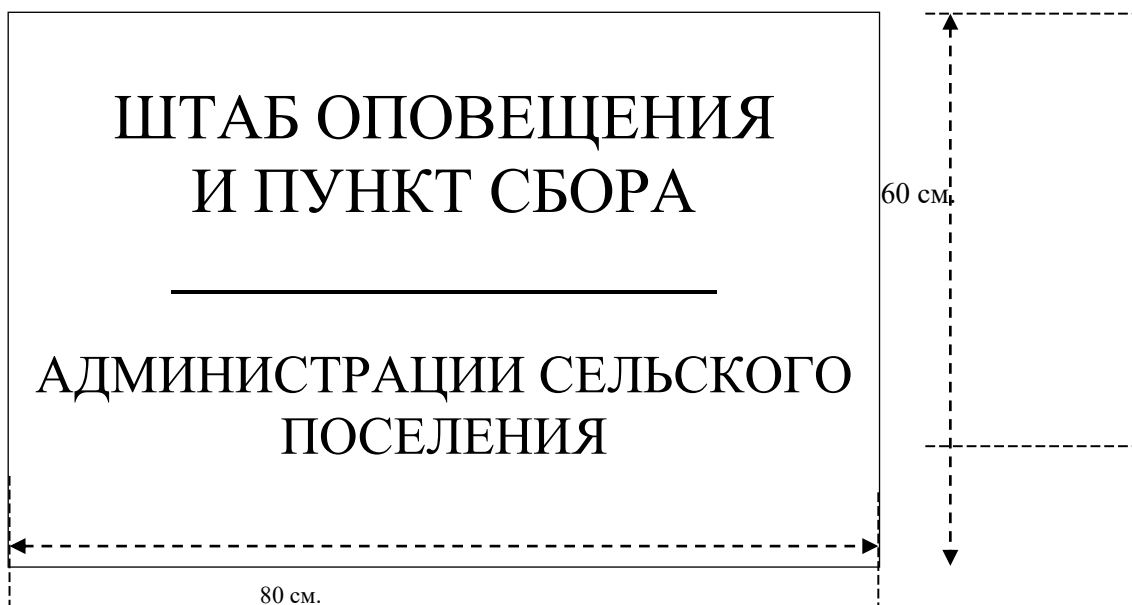 ШТАБ ОПОВЕЩЕНИЯ
И ПУНКТ СБОРА
60 см.
АДМИНИСТРАЦИИ СЕЛЬСКОГО
ПОСЕЛЕНИЯ
80 см.